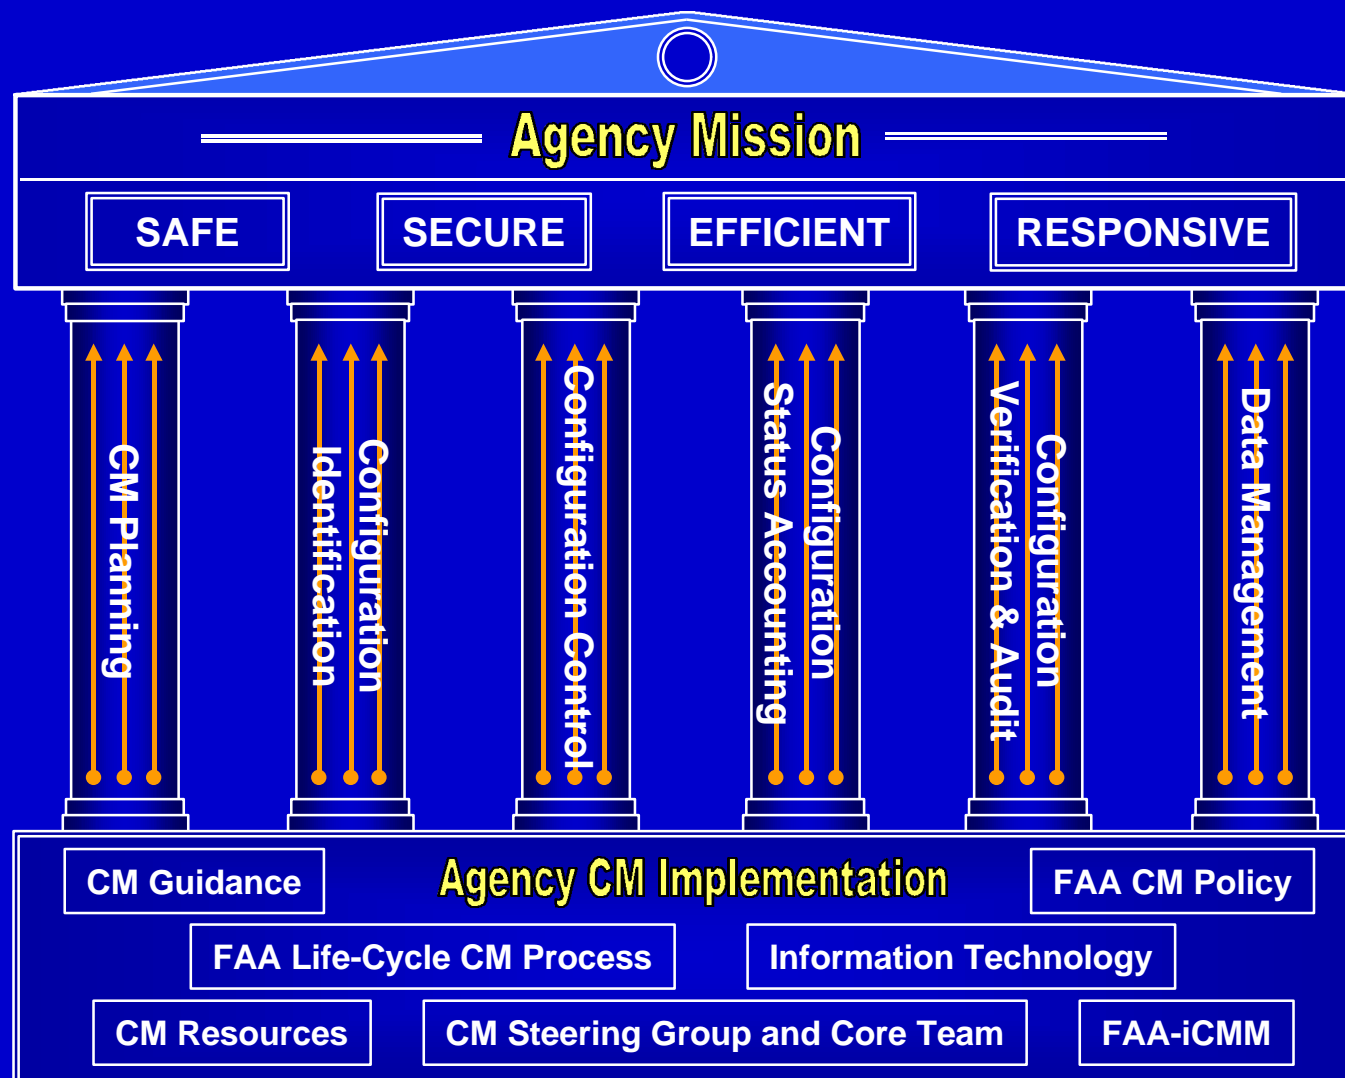 Agency Mission
SAFE
SECURE
EFFICIENT
RESPONSIVE
CM Planning
Configuration
Identification
Configuration Control
Configuration
Status Accounting
Configuration
Verification & Audit
Data Management
CM Guidance
Agency CM Implementation
FAA CM Policy
FAA Life-Cycle CM Process
Information Technology
CM Resources
CM Steering Group and Core Team
FAA-iCMM